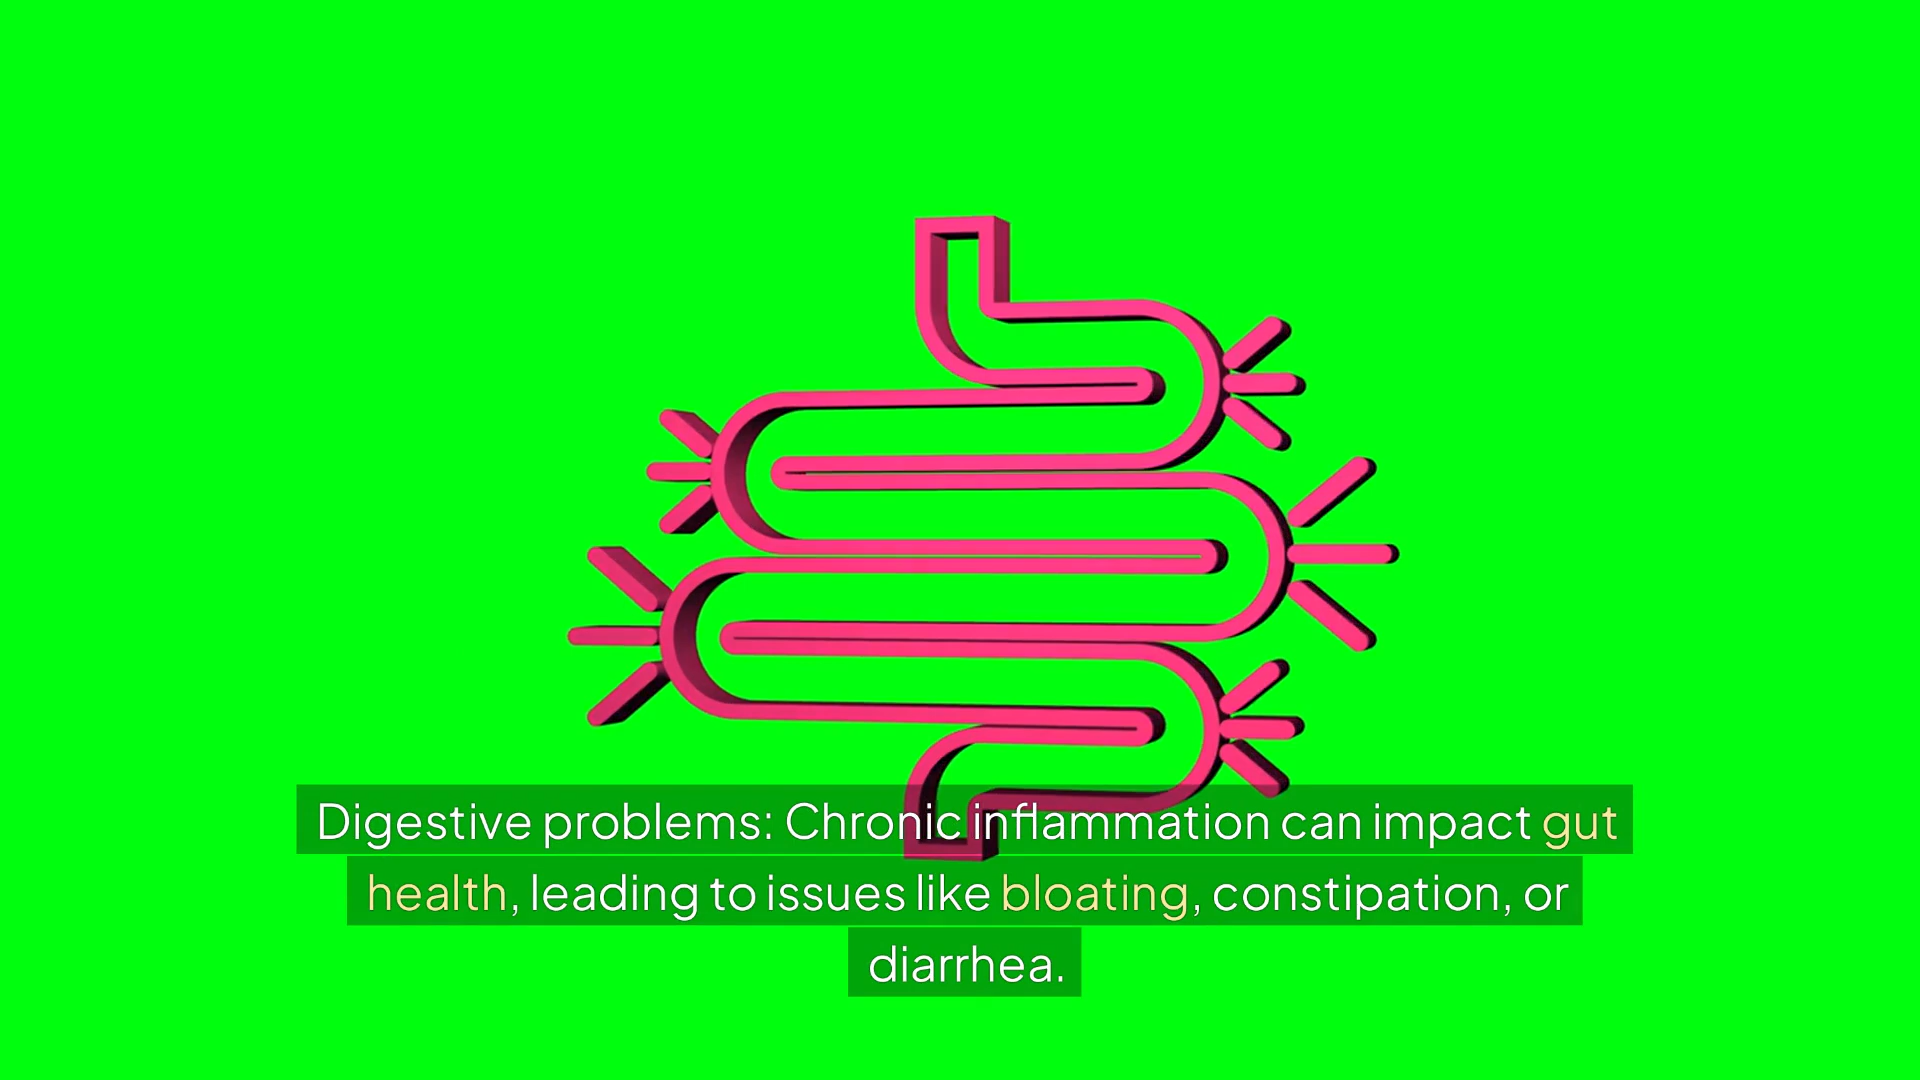 Digestive problems: Chronic inflammation can impact gut
health, leading to issues like bloating, constipation, or
diarrhea.